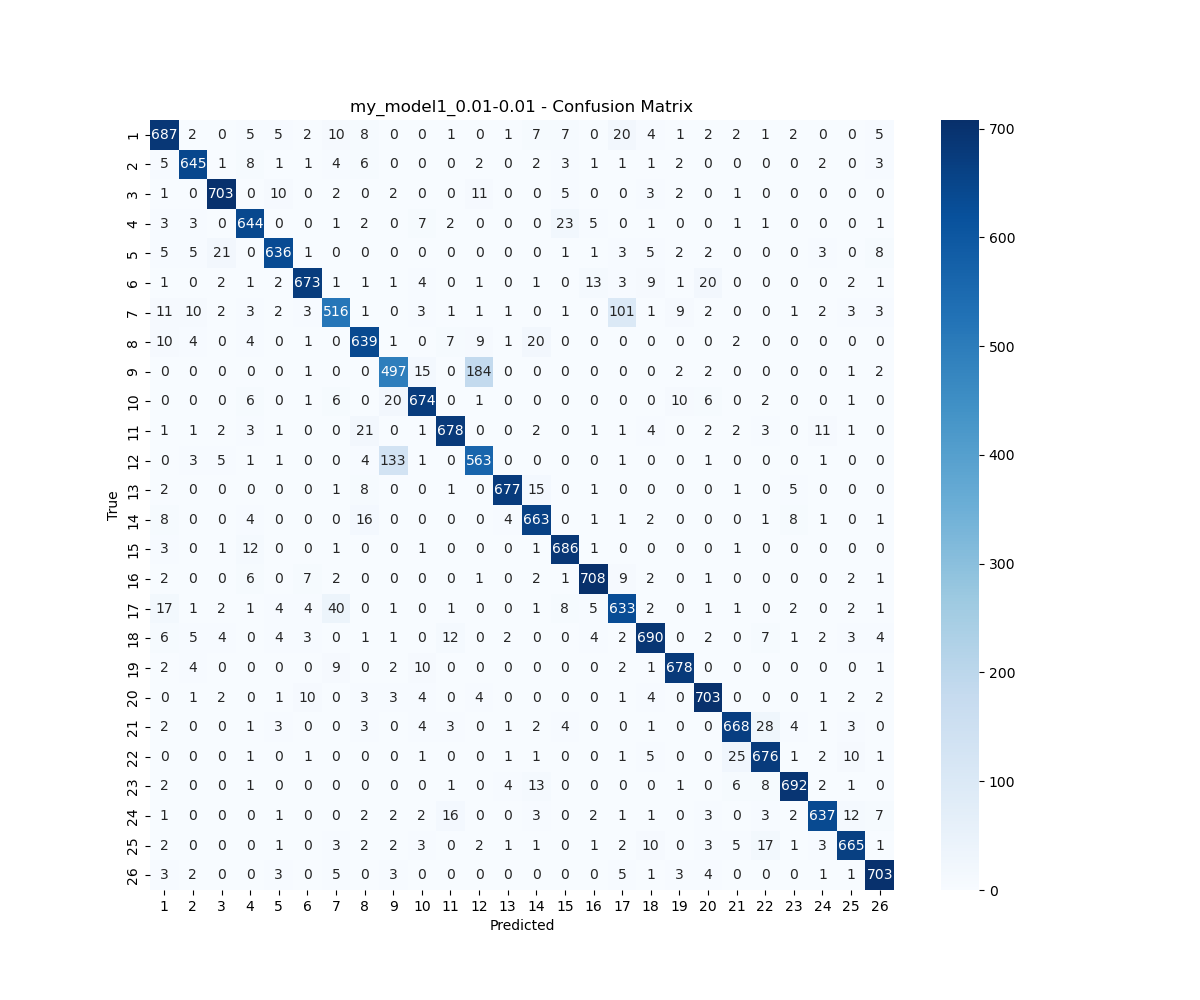 my_model1_0.01-0.01 - Confusion Matrix
1 687 2 0 5 5 2 10 8 0 0 1 0 1 7 7 0 20 4 1 2 2 1 2 0 0 5
2 5 645 1 8 1 1 4 6 0 0 0 2 0 2 3 1 1 1 2 0 0 0 0 2 0 3
3 1 0 703 0 10 0 2 0 2 0 0 11 0 0 5 0 0 3 2 0 1 0 0 0 0 0
4 3 3 0 644 0 0 1 2 0 7 2 0 0 0 23 5 0 1 0 0 1 1 0 0 0 1
5 5 5 21 0 636 1 0 0 0 0 0 0 0 0 1 1 3 5 2 2 0 0 0 3 0 8
6 1 0 2 1 2 673 1 1 1 4 0 1 0 1 0 13 3 9 1 20 0 0 0 0 2 1
7 11 10 2 3 2 3 516 1 0 3 1 1 1 0 1 0 101 1 9 2 0 0 1 2 3 3
8 10 4 0 4 0 1 0 639 1 0 7 9 1 20 0 0 0 0 0 0 2 0 0 0 0 0
9 0 0 0 0 0 1 0 0 497 15 0 184 0 0 0 0 0 0 2 2 0 0 0 0 1 2
10 0 0 0 6 0 1 6 0 20 674 0 1 0 0 0 0 0 0 10 6 0 2 0 0 1 0
11 1 1 2 3 1 0 0 21 0 1 678 0 0 2 0 1 1 4 0 2 2 3 0 11 1 0
12 0 3 5 1 1 0 0 4 133 1 0 563 0 0 0 0 1 0 0 1 0 0 0 1 0 0
13 2 0 0 0 0 0 1 8 0 0 1 0 677 15 0 1 0 0 0 0 1 0 5 0 0 0
14 8 0 0 4 0 0 0 16 0 0 0 0 4 663 0 1 1 2 0 0 0 1 8 1 0 1
15 3 0 1 12 0 0 1 0 0 1 0 0 0 1 686 1 0 0 0 0 1 0 0 0 0 0
16 2 0 0 6 0 7 2 0 0 0 0 1 0 2 1 708 9 2 0 1 0 0 0 0 2 1
17 17 1 2 1 4 4 40 0 1 0 1 0 0 1 8 5 633 2 0 1 1 0 2 0 2 1
18 6 5 4 0 4 3 0 1 1 0 12 0 2 0 0 4 2 690 0 2 0 7 1 2 3 4
19 2 4 0 0 0 0 9 0 2 10 0 0 0 0 0 0 2 1 678 0 0 0 0 0 0 1
20 0 1 2 0 1 10 0 3 3 4 0 4 0 0 0 0 1 4 0 703 0 0 0 1 2 2
21 2 0 0 1 3 0 0 3 0 4 3 0 1 2 4 0 0 1 0 0 668 28 4 1 3 0
22 0 0 0 1 0 1 0 0 0 1 0 0 1 1 0 0 1 5 0 0 25 676 1 2 10 1
23 2 0 0 1 0 0 0 0 0 0 1 0 4 13 0 0 0 0 1 0 6 8 692 2 1 0
24 1 0 0 0 1 0 0 2 2 2 16 0 0 3 0 2 1 1 0 3 0 3 2 637 12 7
25 2 0 0 0 1 0 3 2 2 3 0 2 1 1 0 1 2 10 0 3 5 17 1 3 665 1
26 3 2 0 0 3 0 5 0 3 0 0 0 0 0 0 0 5 1 3 4 0 0 0 1 1 703
1 2 3 4 5 6 7 8 9 10 11 12 13 14 15 16 17 18 19 20 21 22 23 24 25 26
Predicted
True
700
600
500
400
300
200
100
0